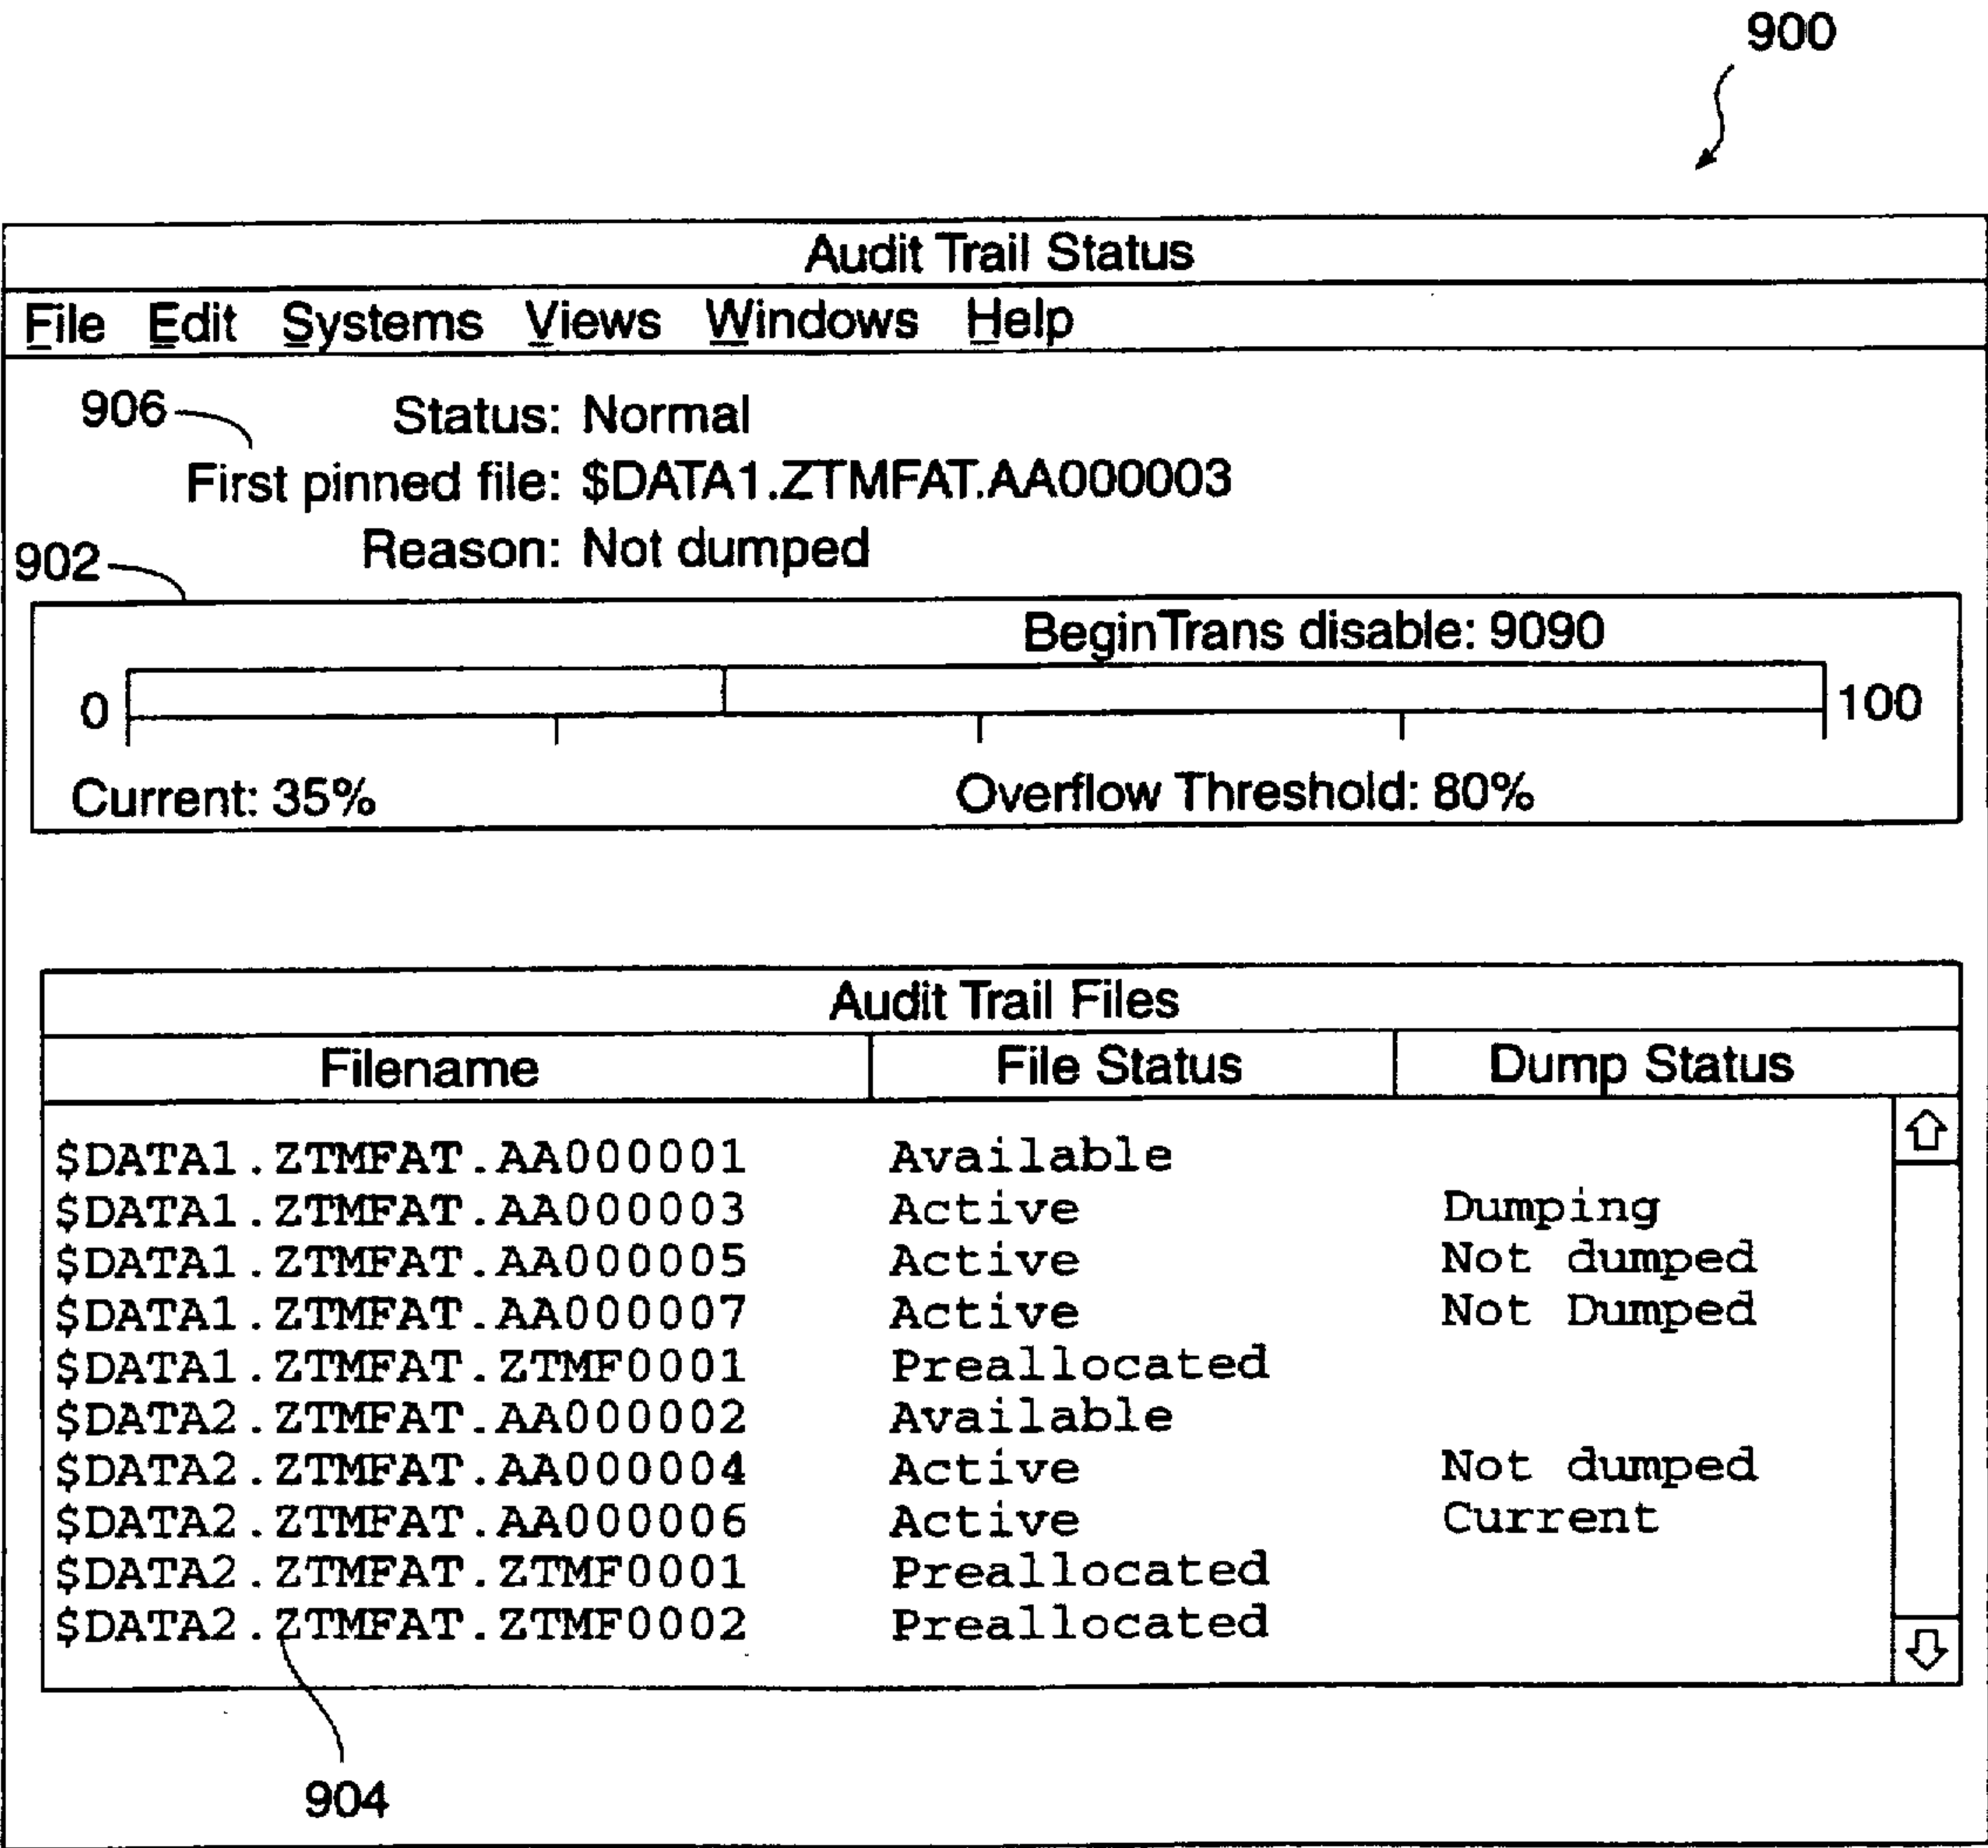 900
Audit Trail Status
File Edit Systems Views Windows Help
906 Status: Normal
First pinned file: $DATA1.ZTMFAT.AA000003
902 Reason: Not dumped
BeginTrans disable: 9090
0 100
Current: 35% Overflow Threshold: 80%
Audit Trail Files
Filename File Status Dump Status
$DATA1.ZTMFAT.AA000001 Available
$DATA1.ZTMFAT.AA000003 Active Dumping
$DATA1.ZTMFAT.AA000005 Active Not dumped
$DATA1.ZTMFAT.AA000007 Active Not Dumped
$DATA1.ZTMFAT.ZTMF0001 Preallocated
$DATA2.ZTMFAT.AA000002 Available
$DATA2.ZTMFAT.AA000004 Active Not dumped
$DATA2.ZTMFAT.AA000006 Active Current
$DATA2.ZTMFAT.ZTMF0001 Preallocated
$DATA2.ZTMFAT.ZTMF0002 Preallocated
904